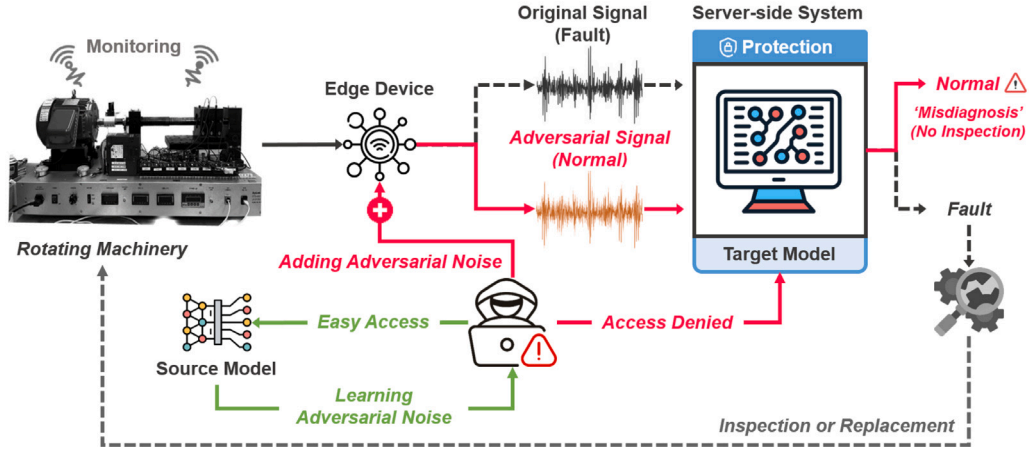 Monitoring
Rotating Machinery
Edge Device
Original Signal
(Fault)
Adversarial Signal
(Normal)
Server-side System
Protection
Target Model
Normal
'Misdiagnosis'
(No Inspection)
Fault
Adding Adversarial Noise
Easy Access
Access Denied
Source Model
Learning
Adversarial Noise
Inspection or Replacement